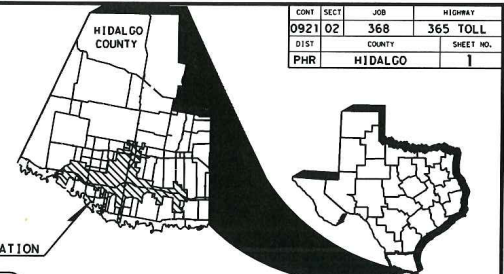 HIDALGO
COUNTY
CONT SECT JOB HIGHWAY
0921 02 368 365 TOLL
DIST COUNTY SHEET NO.
PHR HIDALGO 1
ATION